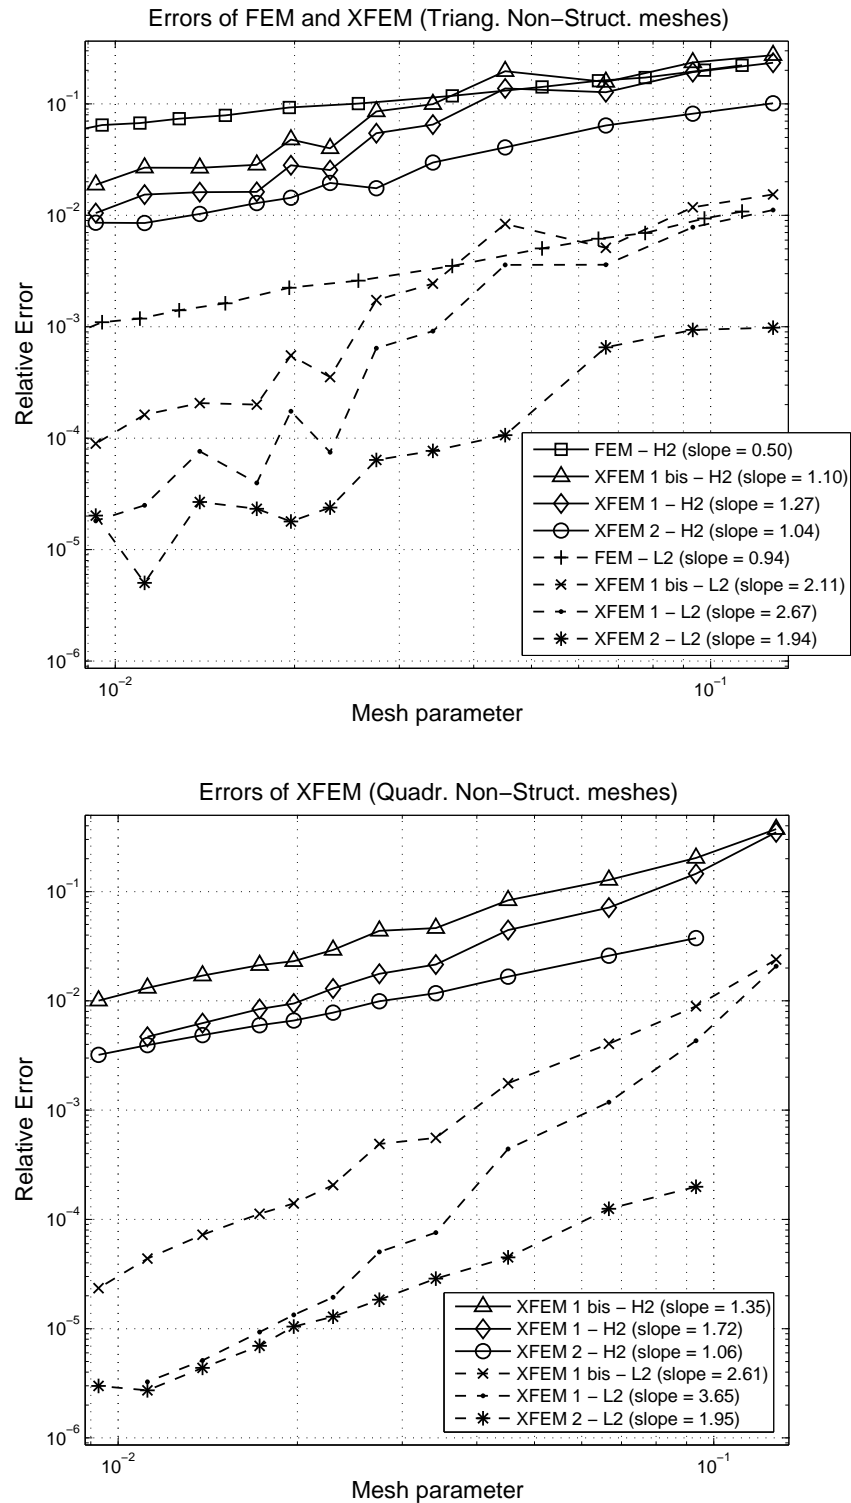 Errors of FEM and XFEM (Triang. Non−Struct. meshes)
10−1
10−2
10−3
10−4
10−5
10−6
Relative Error
FEM − H2 (slope = 0.50)
XFEM 1 bis − H2 (slope = 1.10)
XFEM 1 − H2 (slope = 1.27)
XFEM 2 − H2 (slope = 1.04)
FEM − L2 (slope = 0.94)
XFEM 1 bis − L2 (slope = 2.11)
XFEM 1 − L2 (slope = 2.67)
XFEM 2 − L2 (slope = 1.94)
10−2
10−1
Mesh parameter
Errors of XFEM (Quadr. Non−Struct. meshes)
10−1
10−2
10−3
10−4
10−5
10−6
Relative Error
XFEM 1 bis − H2 (slope = 1.35)
XFEM 1 − H2 (slope = 1.72)
XFEM 2 − H2 (slope = 1.06)
XFEM 1 bis − L2 (slope = 2.61)
XFEM 1 − L2 (slope = 3.65)
XFEM 2 − L2 (slope = 1.95)
10−2
10−1
Mesh parameter